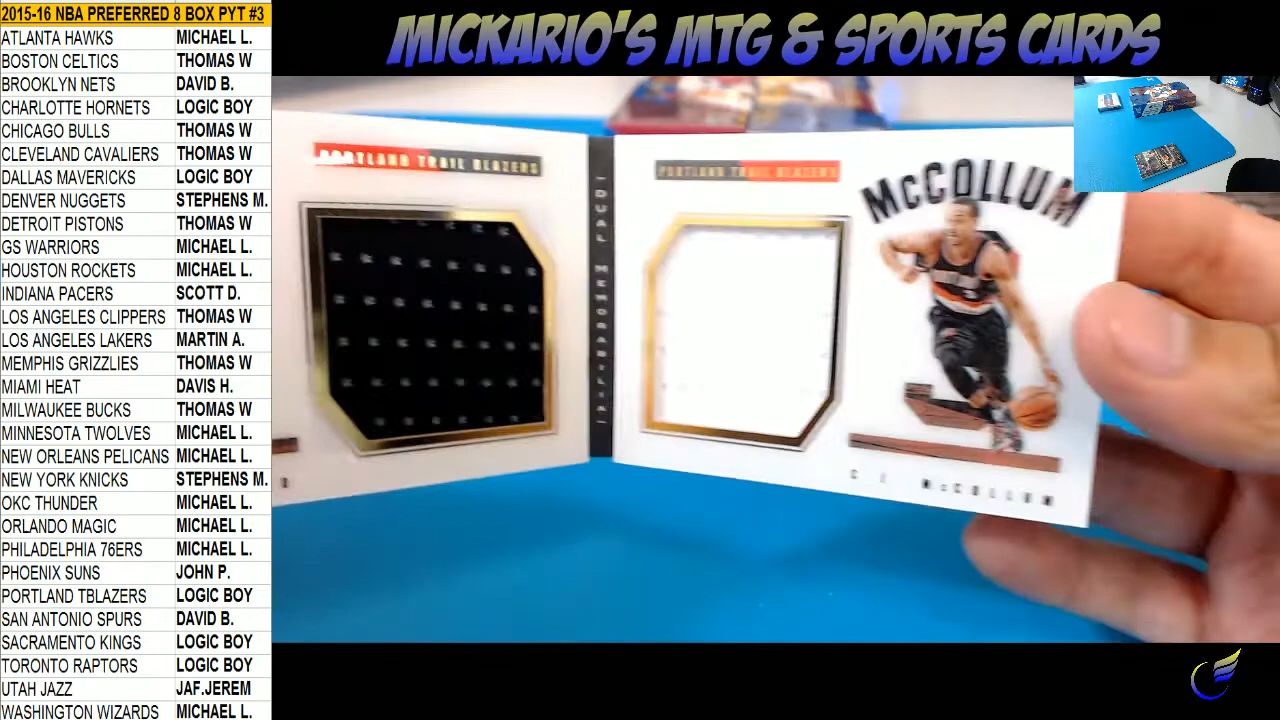 2015-16 NBA PREFERRED 8 BOX PYT #3
ATLANTA HAWKS MICHAEL L.
BOSTON CELTICS THOMAS W
BROOKLYN NETS DAVID B.
CHARLOTTE HORNETS LOGIC BOY
CHICAGO BULLS THOMAS W
CLEVELAND CAVALIERS THOMAS W
DALLAS MAVERICKS LOGIC BOY
DENVER NUGGETS STEPHENS M.
DETROIT PISTONS THOMAS W
GS WARRIORS MICHAEL L.
HOUSTON ROCKETS MICHAEL L.
INDIANA PACERS SCOTT D.
LOS ANGELES CLIPPERS THOMAS W
LOS ANGELES LAKERS MARTIN A.
MEMPHIS GRIZZLIES THOMAS W
MIAMI HEAT DAVIS H.
MILWAUKEE BUCKS THOMAS W
MINNESOTA TWOLVES MICHAEL L.
NEW ORLEANS PELICANS MICHAEL L.
NEW YORK KNICKS STEPHENS M.
OKC THUNDER MICHAEL L.
ORLANDO MAGIC MICHAEL L.
PHILADELPHIA 76ERS MICHAEL L.
PHOENIX SUNS JOHN P.
PORTLAND TBLAZERS LOGIC BOY
SAN ANTONIO SPURS DAVID B.
SACRAMENTO KINGS LOGIC BOY
TORONTO RAPTORS LOGIC BOY
UTAH JAZZ JAF.JEREM
WASHINGTON WIZARDS MICHAEL L.
MICKARIO'S MTG & SPORTS CARDS
PORTLAND TRAIL BLAZERS
DUAL MEMORABILIA
PORTLAND TRAIL BLAZERS
McCOLLUM
CJ McCOLLUM